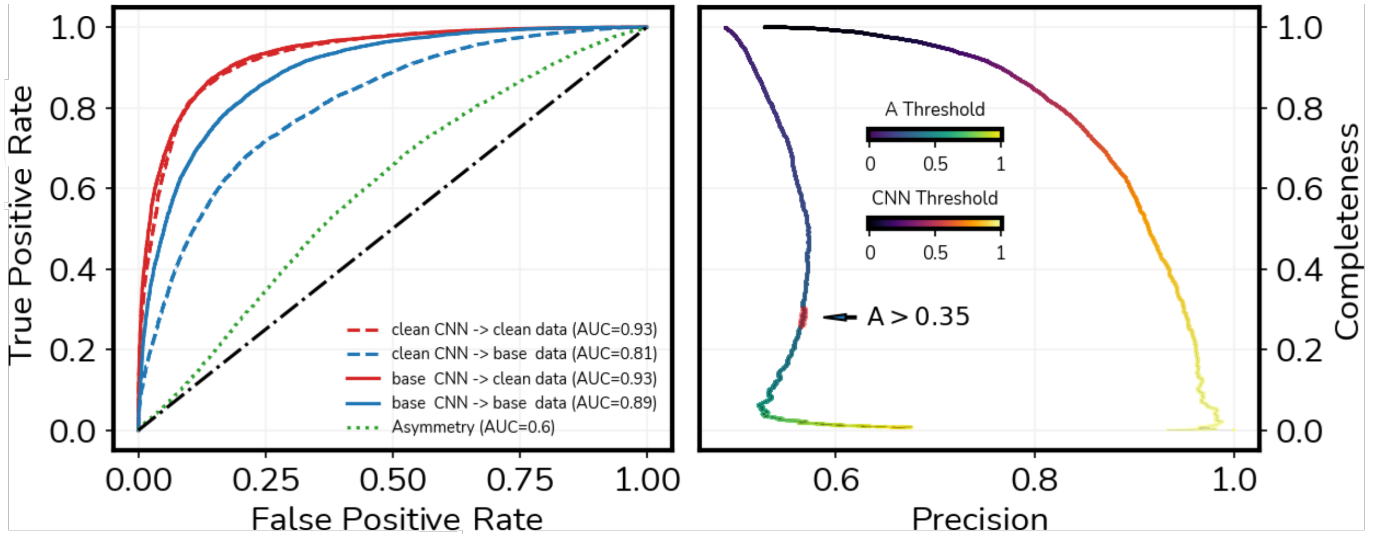 True Positive Rate
1.0
0.8
0.6
0.4
0.2
0.0
clean CNN -> clean data (AUC=0.93)
clean CNN -> base data (AUC=0.81)
base CNN -> clean data (AUC=0.93)
base CNN -> base data (AUC=0.89)
Asymmetry (AUC=0.6)
0.00 0.25 0.50 0.75 1.00
False Positive Rate
A Threshold
0 0.5 1
CNN Threshold
0 0.5 1
A > 0.35
0.6 0.8 1.0
Precision
1.0
0.8
0.6
0.4
0.2
0.0
Completeness